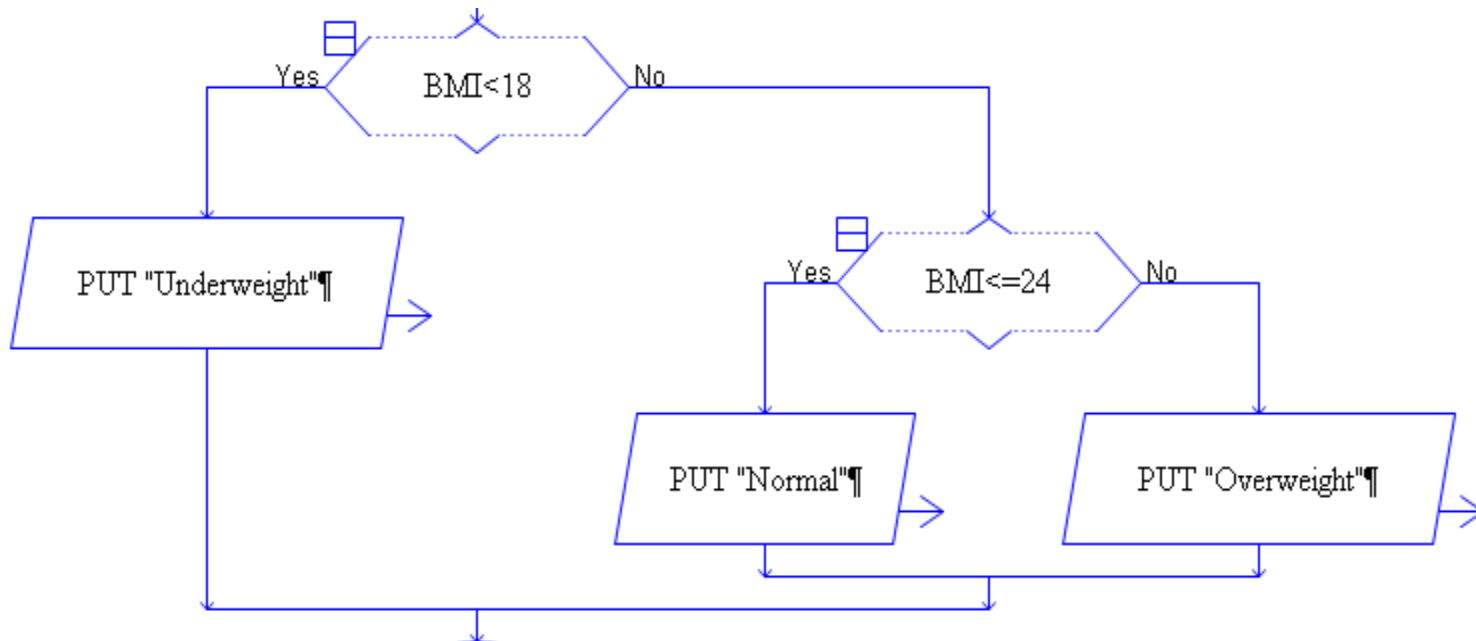 Yes
BMI<18
No
PUT "Underweight"¶
Yes
BMI<=24
No
PUT "Normal"¶
PUT "Overweight"¶